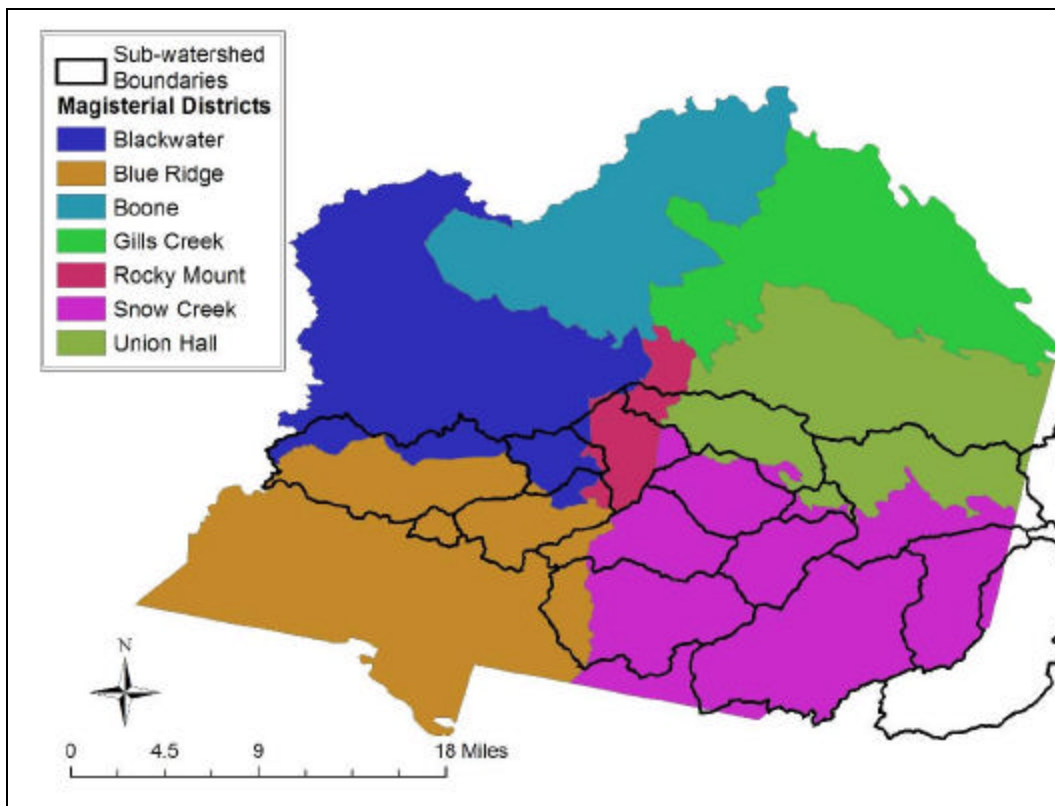 Sub-watershed
Boundaries
Magisterial Districts
Blackwater
Blue Ridge
Boone
Gills Creek
Rocky Mount
Snow Creek
Union Hall
N
0 4.5 9 18 Miles